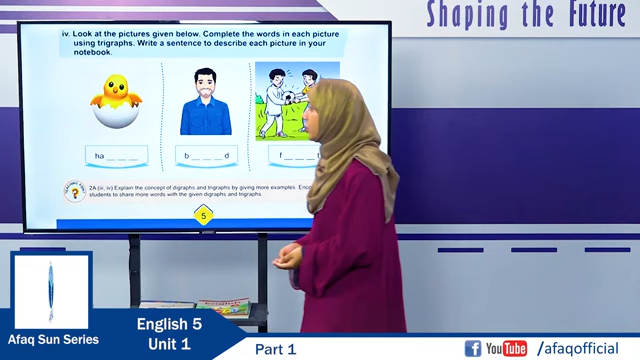 Shaping the Future
iv. Look at the pictures given below. Complete the words in each picture
using trigraphs. Write a sentence to describe each picture in your
notebook.
ha _ _ _
b _ _ _ d
f _ _ _ t
2A (iii, iv) Explain the concept of digraphs and trigraphs by giving more examples.
students to share more words with the given digraphs and trigraphs
5
Afaq Sun Series
English 5
Unit 1
Part 1
f YouTube /afaqofficial